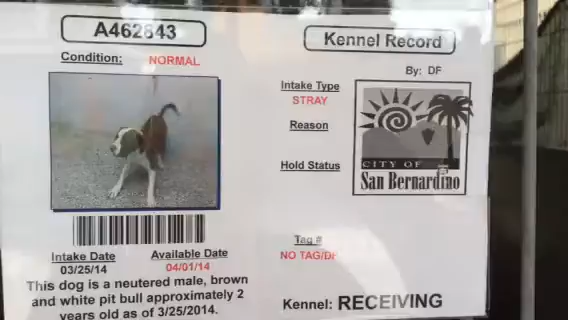 A462843
Kennel Record
Condition: NORMAL
By: DF
Intake Type
STRAY
Reason
Hold Status
CITY OF
San Bernardino
Intake Date
03/25/14
Available Date
04/01/14
Tag #
NO TAG/DF
This dog is a neutered male, brown
and white pit bull approximately 2
years old as of 3/25/2014.
Kennel: RECEIVING